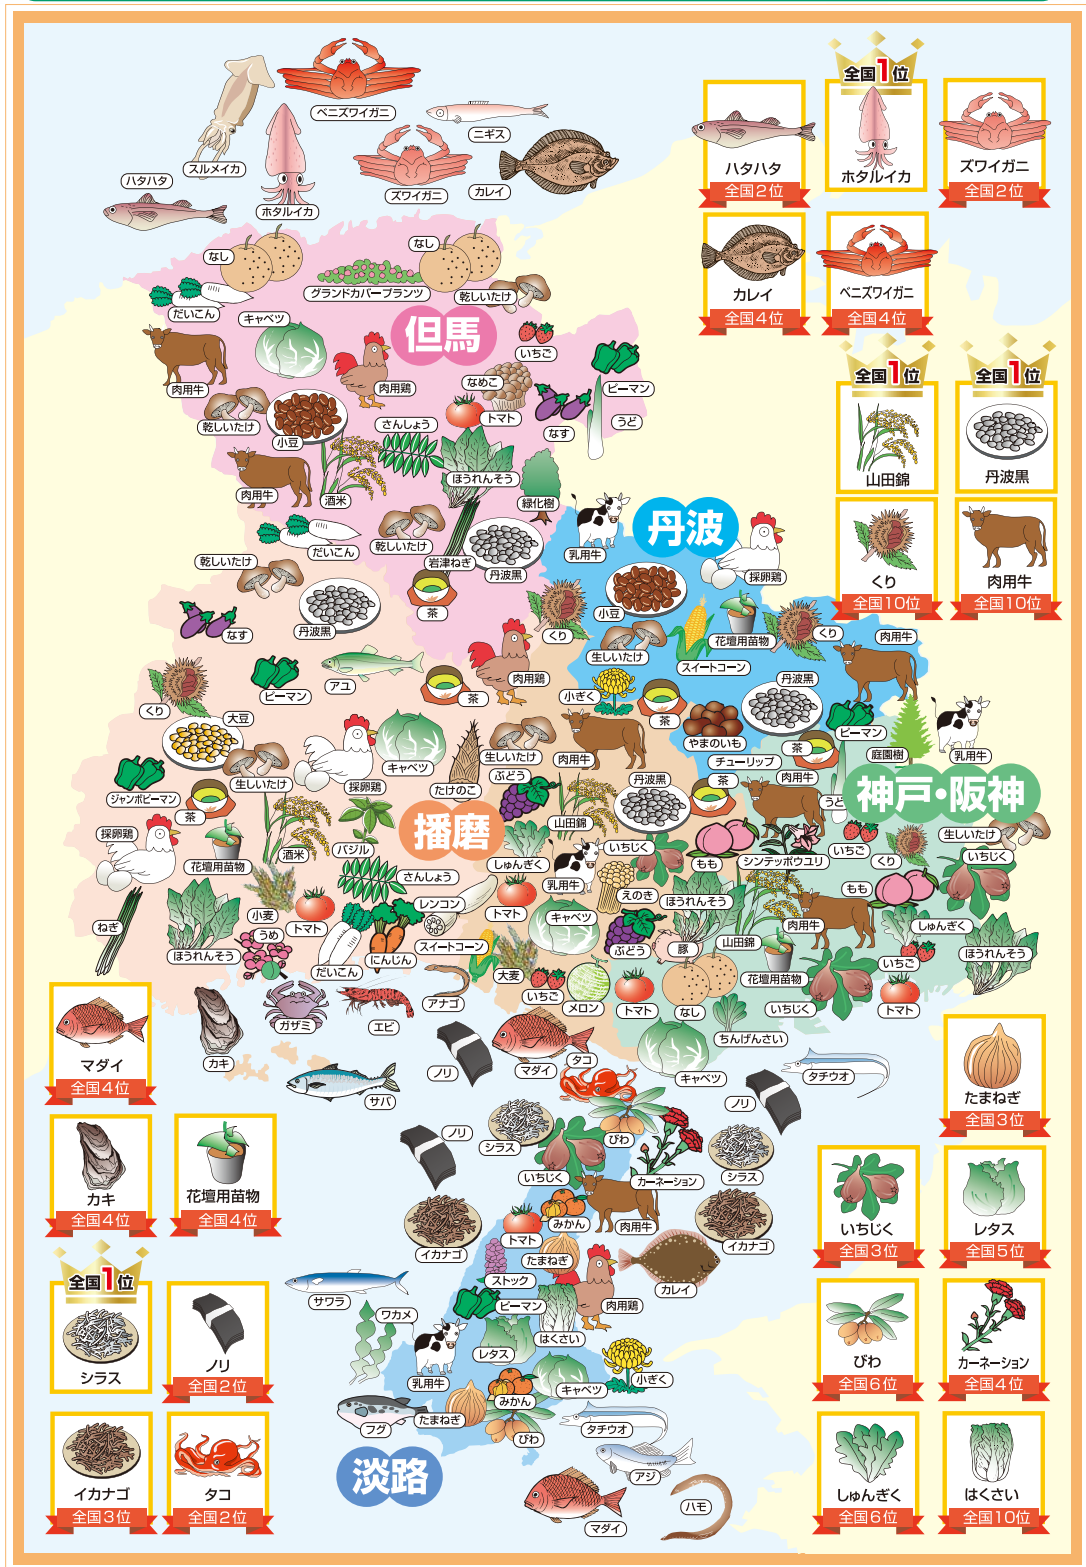 ベニズワイガニ
ニギス
スルメイカ
ハタハタ
ズワイガニ
カレイ
ホタルイカ
ハタハタ
全国2位
全国1位
ホタルイカ
ズワイガニ
全国2位
カレイ
全国4位
ベニズワイガニ
全国4位
なし
なし
グランドカバープランツ
乾しいたけ
だいこん
キャベツ
但馬
いちご
肉用牛
肉用鶏
なめこ
ピーマン
乾しいたけ
トマト
なす
うど
小豆
さんしょう
ほうれんそう
肉用牛
酒米
緑化樹
だいこん
乾しいたけ
岩津ねぎ
丹波黒
茶
全国1位
山田錦
全国1位
丹波黒
くり
全国10位
肉用牛
全国10位
丹波
乳用牛
採卵鶏
小豆
くり
花壇用苗物
くり
肉用牛
生しいたけ
スイートコーン
丹波黒
小ぎく
茶
やまのいも
ピーマン
乾しいたけ
丹波黒
なす
アユ
肉用鶏
ピーマン
茶
くり
大豆
生しいたけ
採卵鶏
キャベツ
たけのこ
生しいたけ
肉用牛
ぶどう
丹波黒
チューリップ
茶
茶
肉用牛
うど
庭園樹
乳用牛
神戸・阪神
ジャンボピーマン
茶
採卵鶏
花壇用苗物
酒米
バジル
播磨
山田錦
しゅんぎく
いちじく
もも
シンテッポウユリ
いちご
くり
生しいたけ
いちじく
乳用牛
さんしょう
レンコン
トマト
えのき
ほうれんそう
もも
ねぎ
小麦
トマト
うめ
ほうれんそう
だいこん
にんじん
スイートコーン
キャベツ
ぶどう
豚
山田錦
肉用牛
しゅんぎく
いちご
ほうれんそう
大麦
いちご
メロン
トマト
なし
花壇用苗物
いちじく
トマト
アナゴ
ガザミ
エビ
カキ
ノリ
マダイ
タコ
キャベツ
ちんげんさい
タチウオ
サバ
ノリ
マダイ
全国4位
カキ
全国4位
花壇用苗物
全国4位
全国1位
シラス
ノリ
全国2位
イカナゴ
全国3位
タコ
全国2位
たまねぎ
全国3位
いちじく
全国3位
レタス
全国5位
びわ
全国6位
カーネーション
全国4位
しゅんぎく
全国6位
はくさい
全国10位
ノリ
シラス
びわ
いちじく
カーネーション
シラス
イカナゴ
トマト
みかん
肉用牛
イカナゴ
たまねぎ
ストック
カレイ
サワラ
ピーマン
肉用鶏
ワカメ
レタス
はくさい
乳用牛
みかん
キャベツ
小ぎく
フグ
たまねぎ
びわ
タチウオ
淡路
アジ
マダイ
ハモ